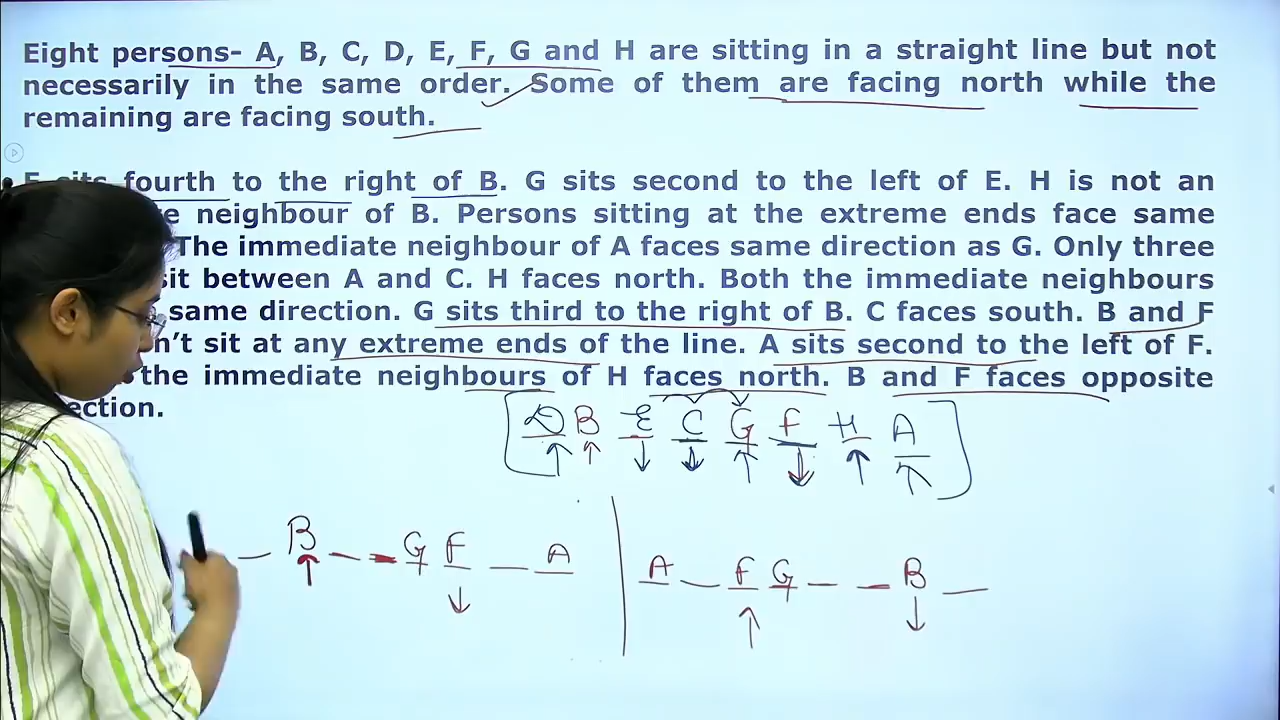 Eight persons- A, B, C, D, E, F, G and H are sitting in a straight line but not
necessarily in the same order. Some of them are facing north while the
remaining are facing south.
sits fourth to the right of B. G sits second to the left of E. H is not an
neighbour of B. Persons sitting at the extreme ends face same
The immediate neighbour of A faces same direction as G. Only three
sit between A and C. H faces north. Both the immediate neighbours
same direction. G sits third to the right of B. C faces south. B and F
n't sit at any extreme ends of the line. A sits second to the left of F.
the immediate neighbours of H faces north. B and F faces opposite
ection.
D B E C G F H A
B G F A
A F G B